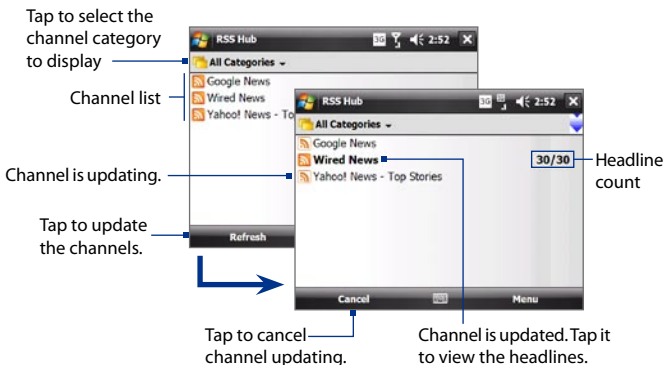 Tap to select the
channel category
to display
Channel list
Channel is updating.
Tap to update
the channels.
RSS Hub 3G 2:52
All Categories
Google News
Wired News
Yahoo! News - To
Refresh
RSS Hub 3G 2:52
All Categories
Google News
Wired News 30/30
Yahoo! News - Top Stories
Cancel Menu
Headline
count
Tap to cancel
channel updating.
Channel is updated. Tap it
to view the headlines.